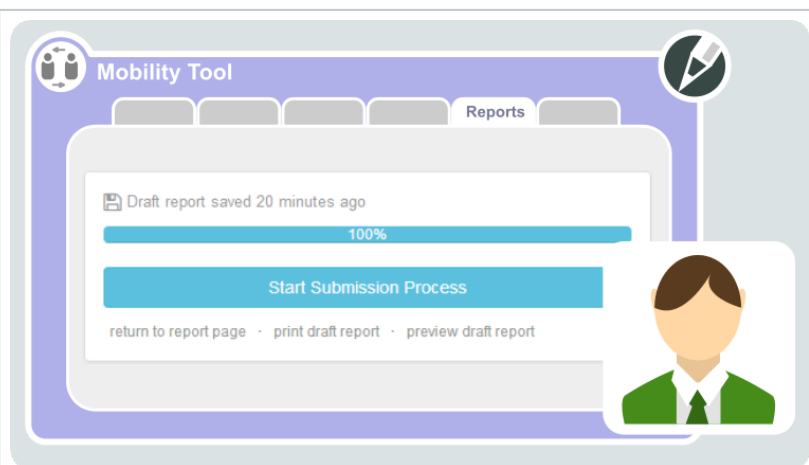 Mobility Tool
Reports
Draft report saved 20 minutes ago
100%
Start Submission Process
return to report page · print draft report · preview draft report